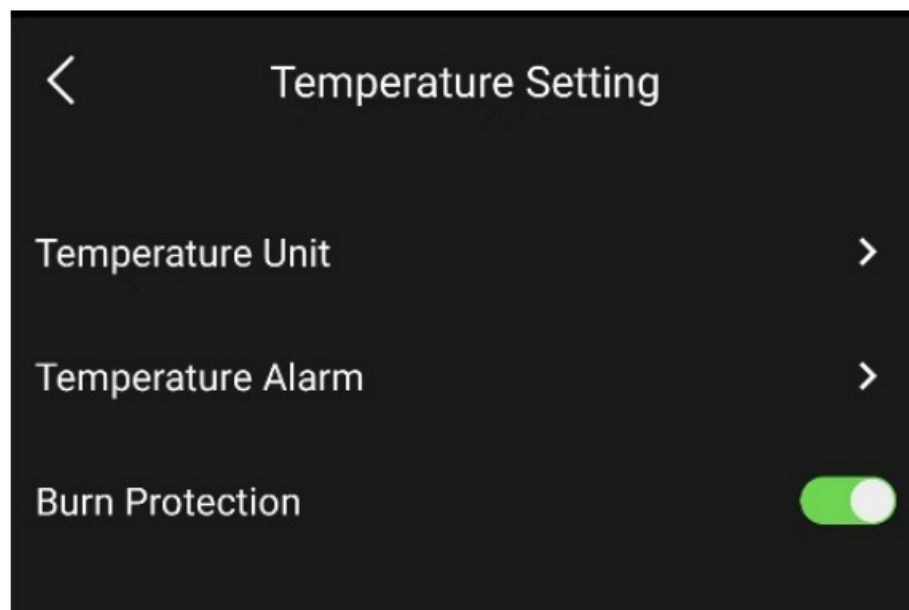 Temperature Setting
Temperature Unit
Temperature Alarm
Burn Protection